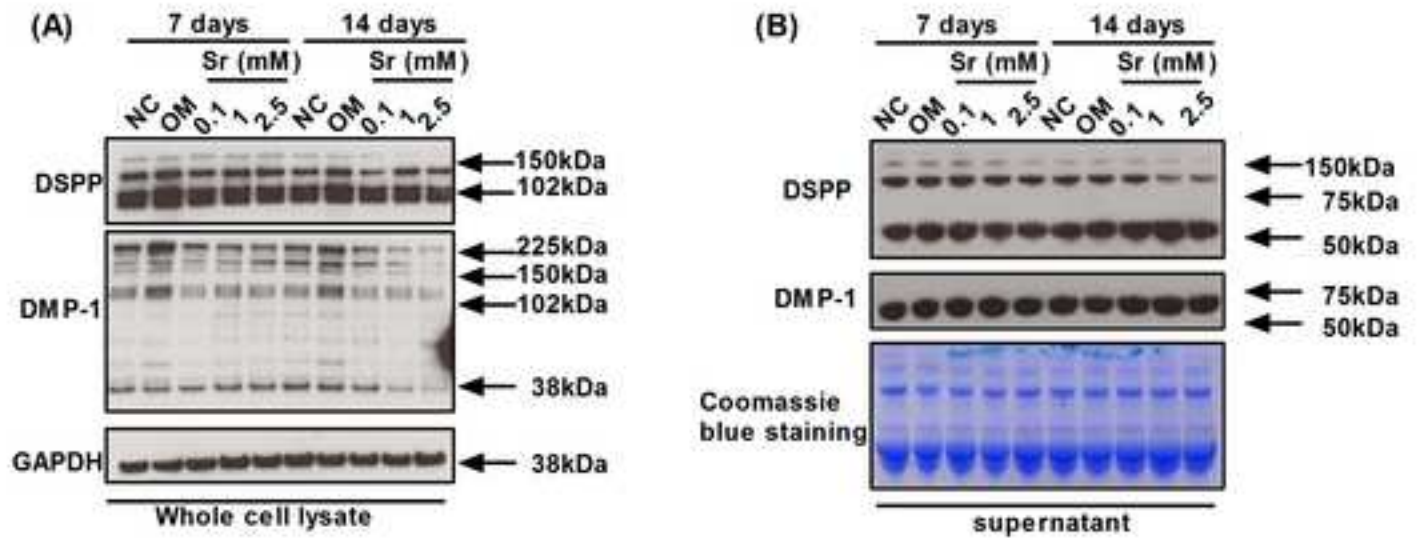 (A)
7 days 14 days
Sr (mM) Sr (mM)
NC OM 0.1 1 2.5 NC OM 0.1 1 2.5
DSPP
150kDa
102kDa
DMP-1
225kDa
150kDa
102kDa
38kDa
GAPDH
38kDa
Whole cell lysate
(B)
7 days 14 days
Sr (mM) Sr (mM)
NC OM 0.1 1 2.5 NC OM 0.1 1 2.5
DSPP
150kDa
75kDa
50kDa
DMP-1
75kDa
50kDa
Coomassie
blue staining
supernatant